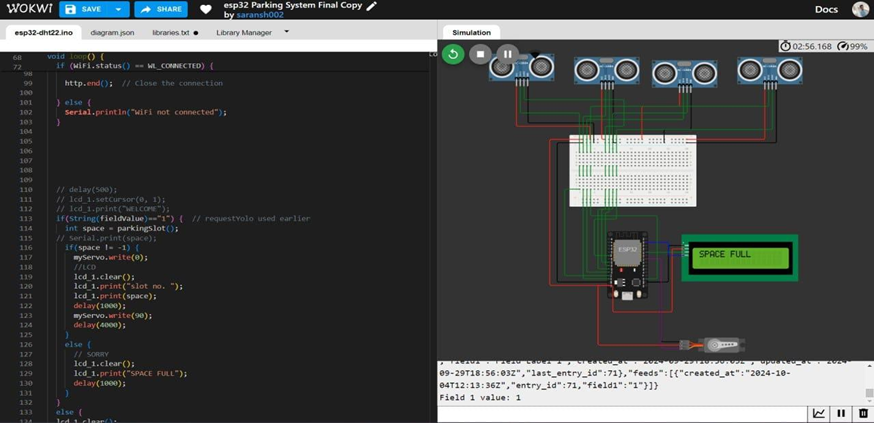 WOKWI
SAVE
SHARE
esp32 Parking System Final Copy
by saransh002
Docs
esp32-dht22.ino
diagram.json
libraries.txt
Library Manager
68 void loop() {
72 if (WiFi.status() == WL_CONNECTED) {
98
99 http.end(); // Close the connection
100
101 } else {
102 Serial.println("WiFi not connected");
103 }
104
105
106
107
108
109
110 // delay(500);
111 // lcd_1.setCursor(0, 1);
112 // lcd_1.print("WELCOME");
113 if(String(fieldValue)=="1") { // requestYolo used earlier
114 int space = parkingSlot();
115 // Serial.print(space);
116 if(space != -1) {
117 myServo.write(0);
118 //LCD
119 lcd_1.clear();
120 lcd_1.print("slot no. ");
121 lcd_1.print(space);
122 delay(1000);
123 myServo.write(90);
124 delay(4000);
125 }
126 else {
127 // SORRY
128 lcd_1.clear();
129 lcd_1.print("SPACE FULL");
130 delay(1000);
131 }
132 }
133 else {
134 lcd_1.clear();
Simulation
02:56.168
99%
ESP32
SPACE FULL
,"field1":"Field Label 1","created_at":"2024-09-29T18:56:03Z","updated_at":"2024-
09-29T18:56:03Z","last_entry_id":71},"feeds":[{"created_at":"2024-10-
04T12:13:36Z","entry_id":71,"field1":"1"}]}
Field 1 value: 1